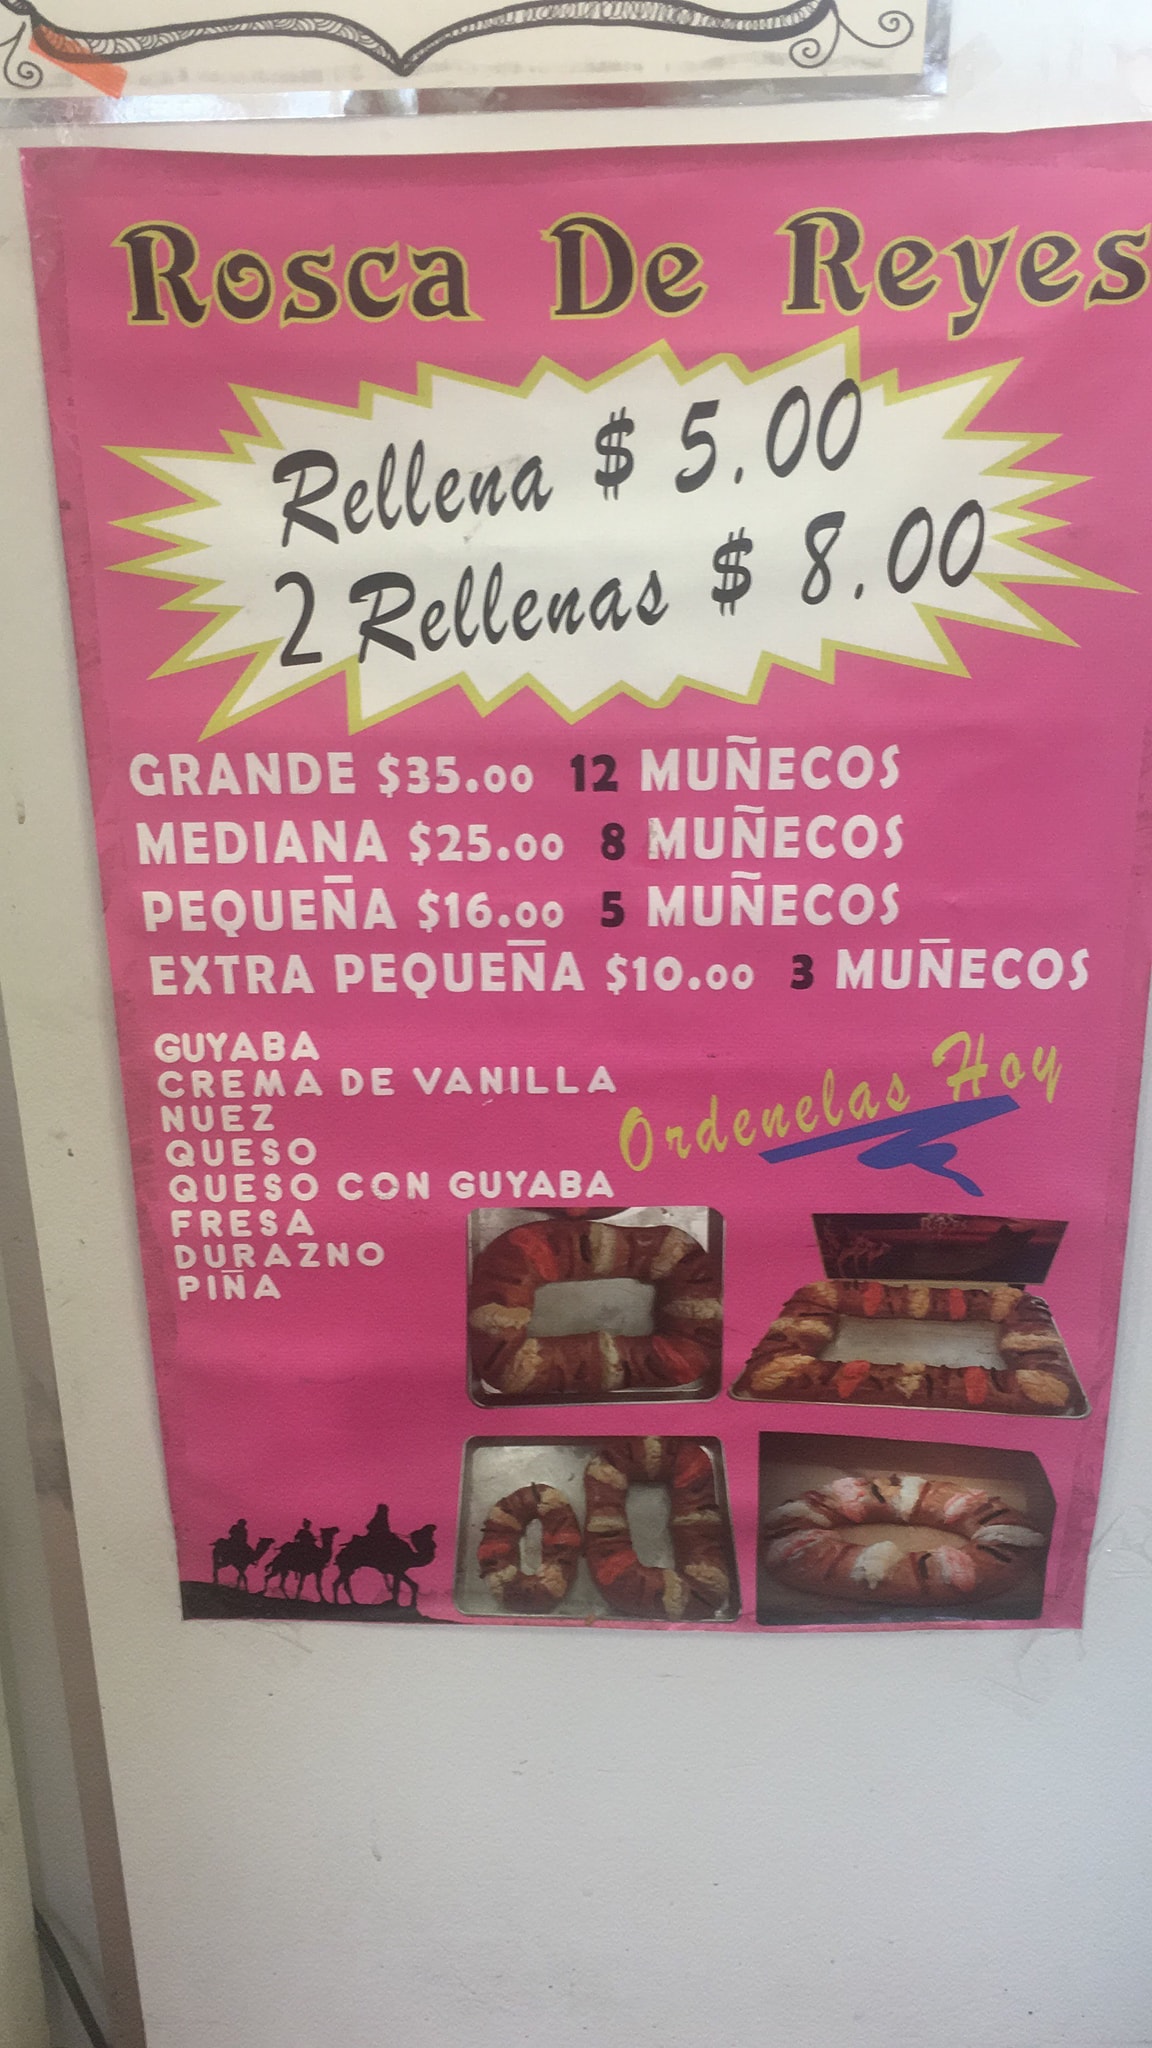 Rosca De Reyes
Rellena $ 5.00
2 Rellenas $ 8.00
GRANDE $35.00 12 MUÑECOS
MEDIANA $25.00 8 MUÑECOS
PEQUEÑA $16.00 5 MUÑECOS
EXTRA PEQUEÑA $10.00 3 MUÑECOS
GUYABA
CREMA DE VANILLA
NUEZ
QUESO
QUESO CON GUYABA
FRESA
DURAZNO
PIÑA
Ordenelas Hoy